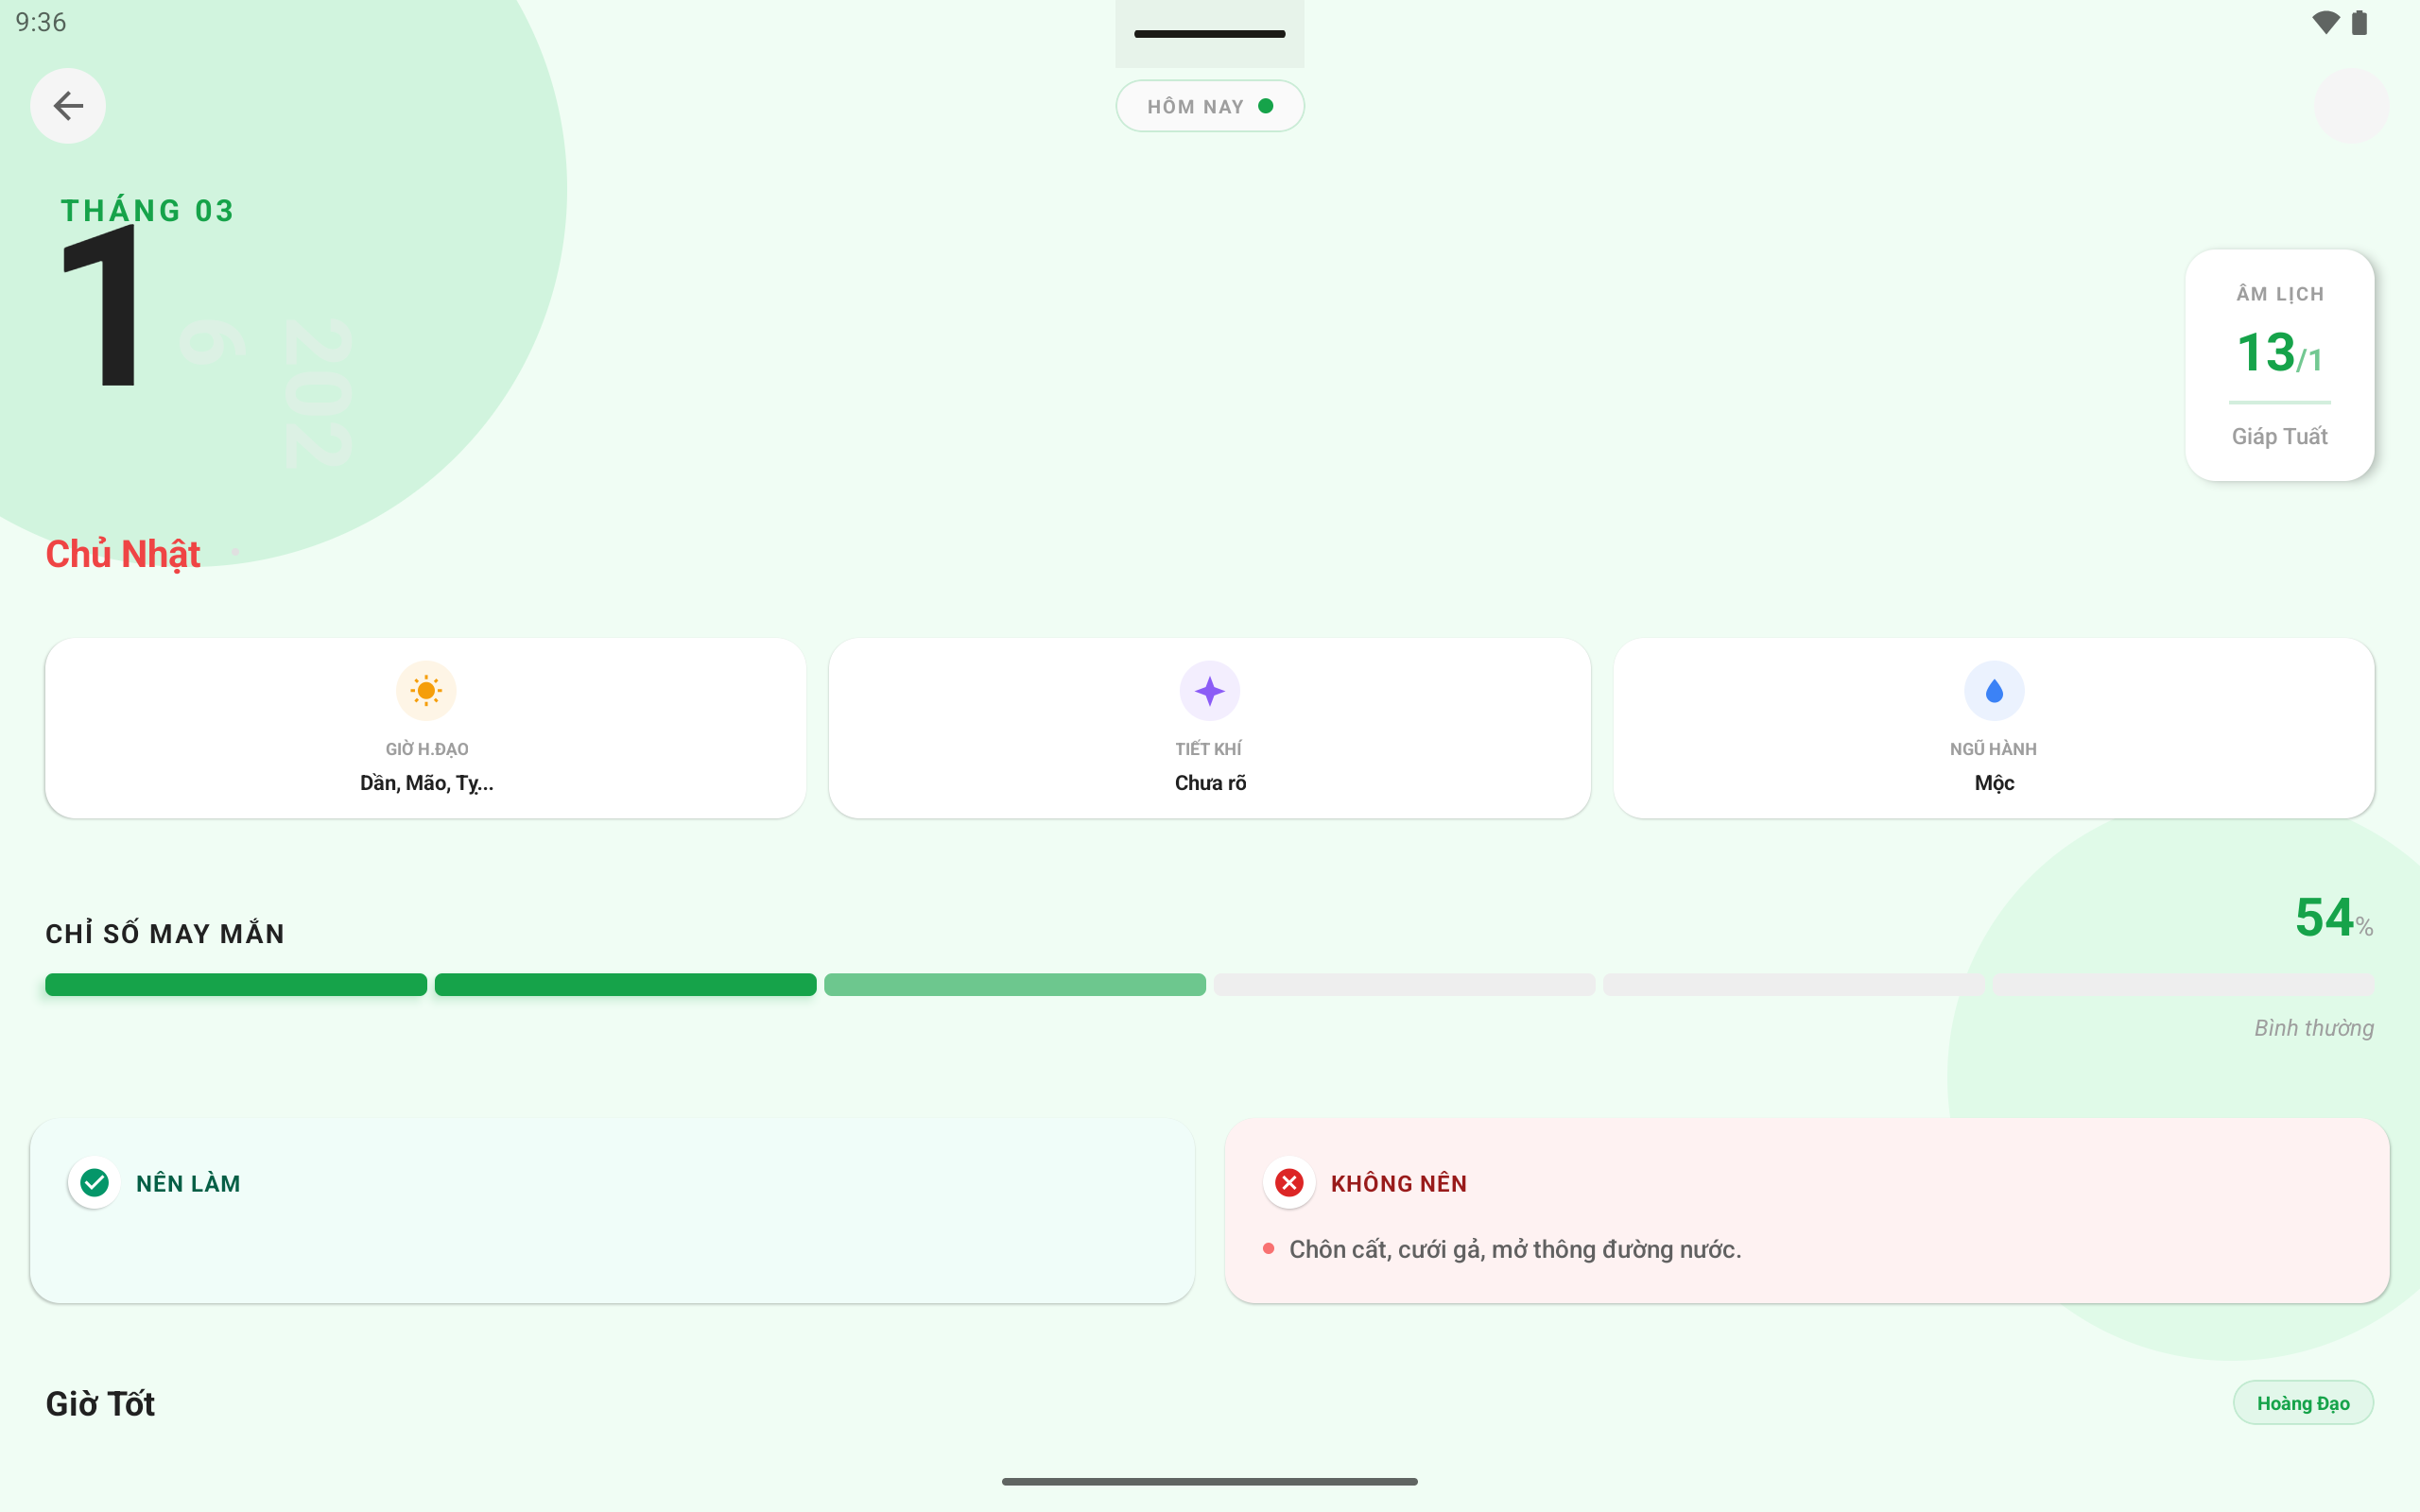 9:36
HÔM NAY
THÁNG 03
1
202
6
ÂM LỊCH
13/1
Giáp Tuất
Chủ Nhật
GIỜ H.ĐẠO
Dần, Mão, Tỵ...
TIẾT KHÍ
Chưa rõ
NGŨ HÀNH
Mộc
CHỈ SỐ MAY MẮN
54%
Bình thường
NÊN LÀM
KHÔNG NÊN
Chôn cất, cưới gả, mở thông đường nước.
Giờ Tốt
Hoàng Đạo